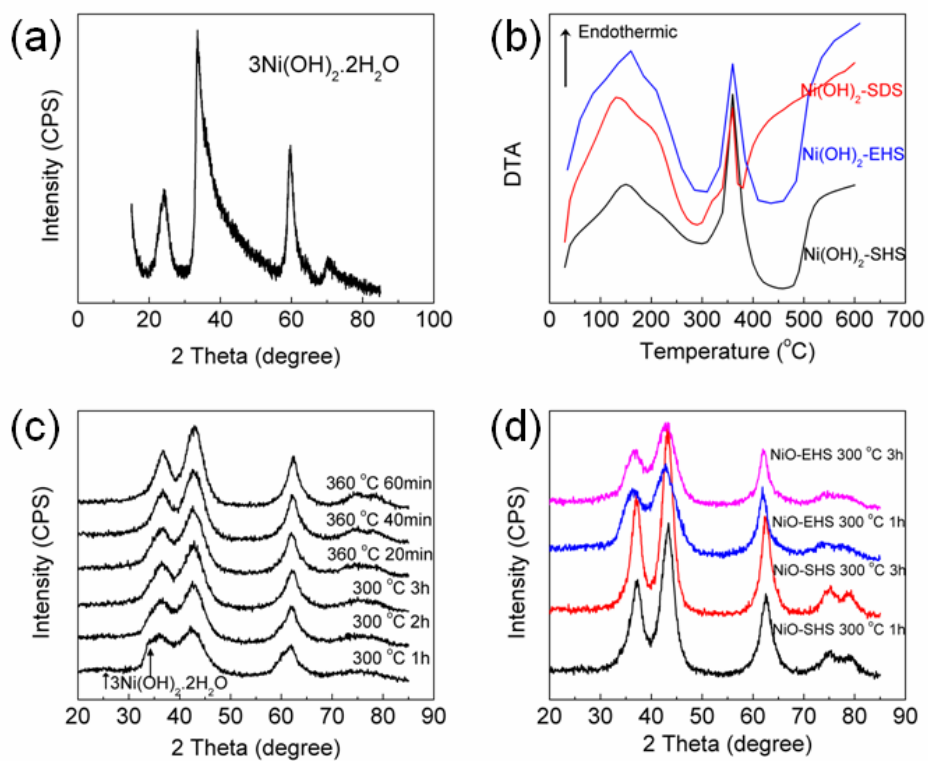 (a)
3Ni(OH)₂.2H₂O
Intensity (CPS)
0 20 40 60 80 100
2 Theta (degree)
(b)
Endothermic
Ni(OH)₂-SDS
Ni(OH)₂-EHS
Ni(OH)₂-SHS
DTA
0 100 200 300 400 500 600 700
Temperature (°C)
(c)
360 °C 60min
360 °C 40min
360 °C 20min
300 °C 3h
300 °C 2h
300 °C 1h
3Ni(OH)₂.2H₂O
Intensity (CPS)
20 30 40 50 60 70 80 90
2 Theta (degree)
(d)
NiO-EHS 300 °C 3h
NiO-EHS 300 °C 1h
NiO-SHS 300 °C 3h
NiO-SHS 300 °C 1h
Intensity (CPS)
20 30 40 50 60 70 80 90
2 Theta (degree)